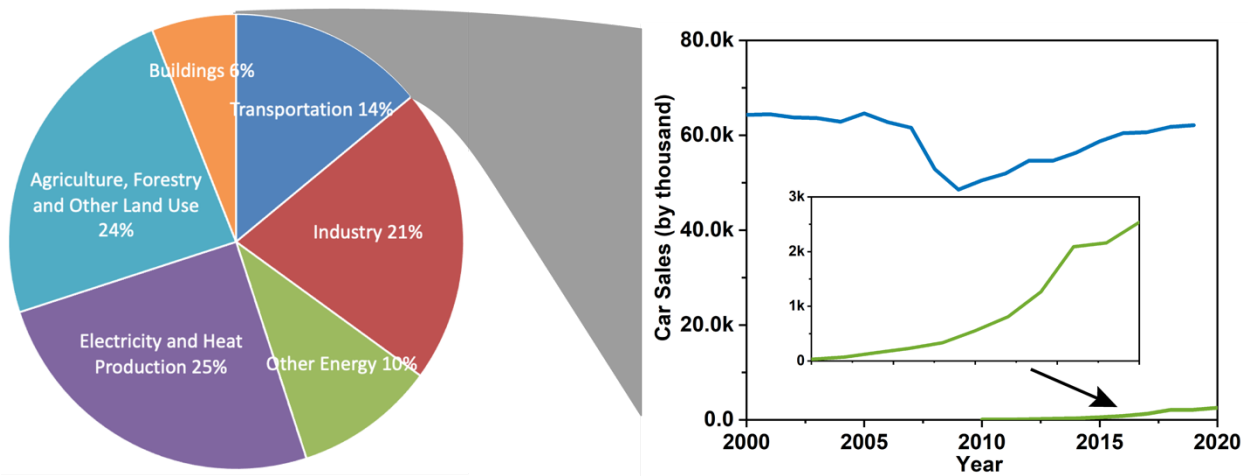 Buildings 6%
Transportation 14%
Agriculture, Forestry
and Other Land Use
24%
Industry 21%
Electricity and Heat
Production 25%
Other Energy 10%
80.0k
60.0k
40.0k
20.0k
0.0
Car Sales (by thousand)
3k
2k
1k
0
2000
2005
2010
2015
2020
Year